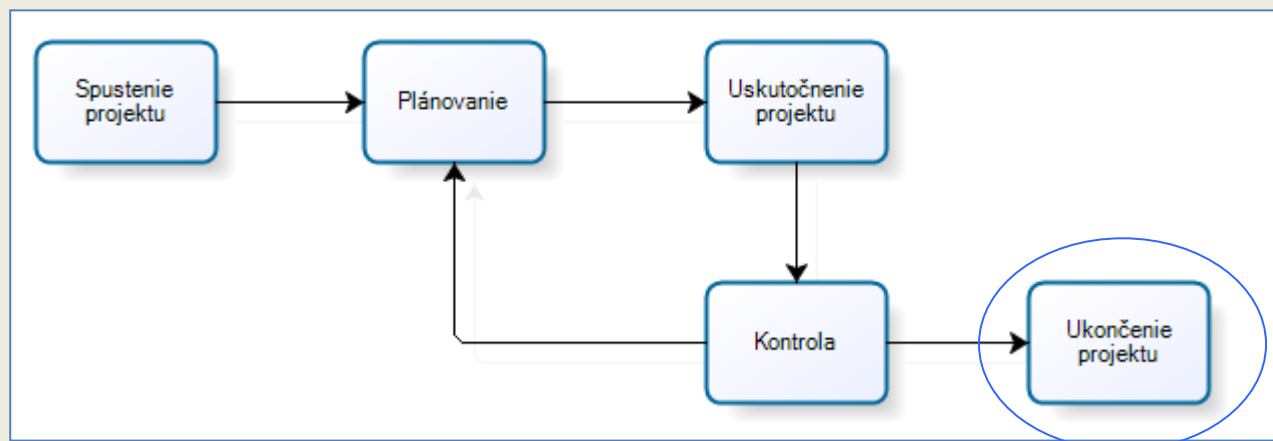 Spustenie
projektu
Plánovanie
Uskutočnenie
projektu
Kontrola
Ukončenie
projektu